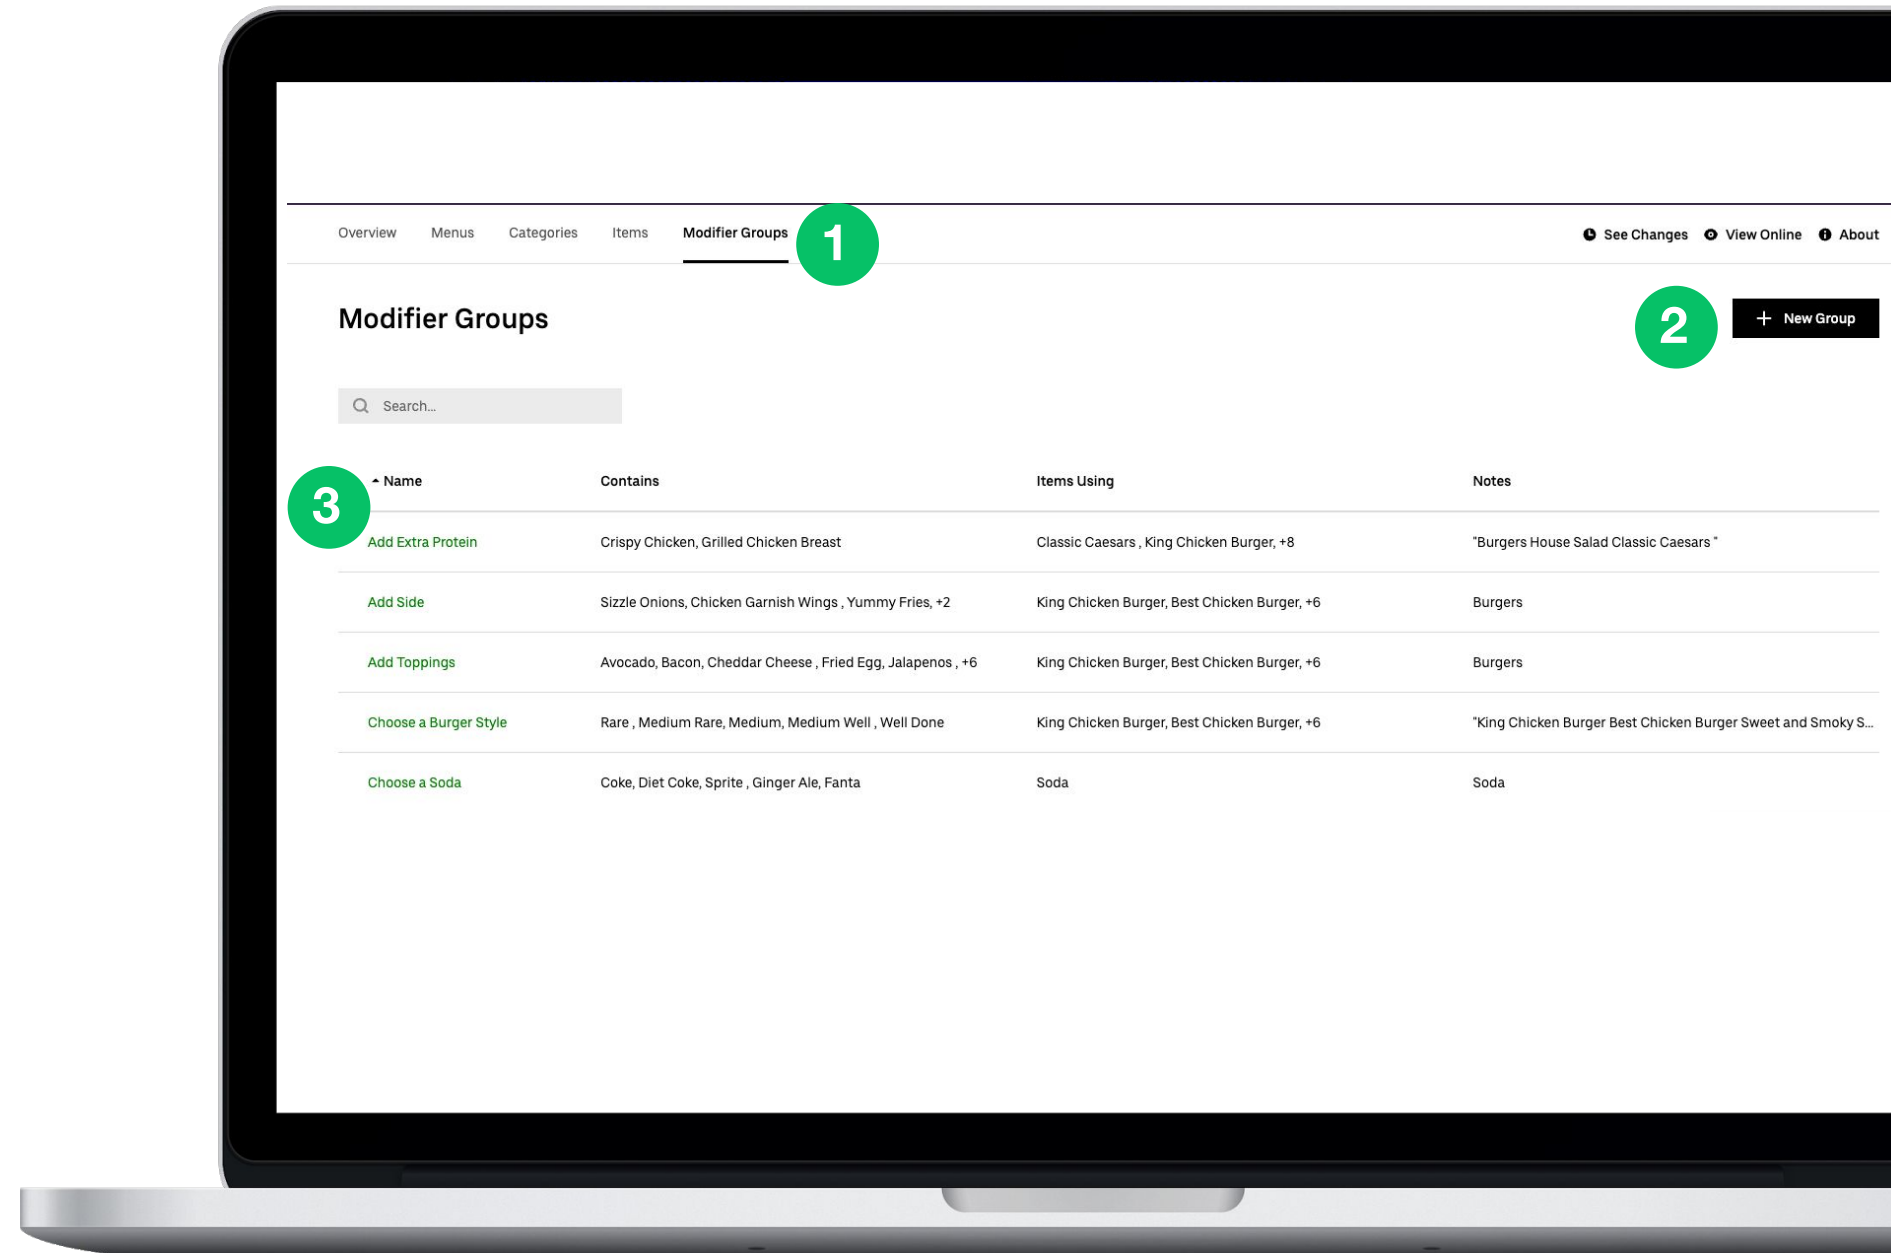 Overview Menus Categories Items Modifier Groups 1 See Changes View Online About
Modifier Groups 2 + New Group
Search...
3 Name Contains Items Using Notes
Add Extra Protein Crispy Chicken, Grilled Chicken Breast Classic Caesars , King Chicken Burger, +8 "Burgers House Salad Classic Caesars "
Add Side Sizzle Onions, Chicken Garnish Wings , Yummy Fries, +2 King Chicken Burger, Best Chicken Burger, +6 Burgers
Add Toppings Avocado, Bacon, Cheddar Cheese , Fried Egg, Jalapenos , +6 King Chicken Burger, Best Chicken Burger, +6 Burgers
Choose a Burger Style Rare , Medium Rare, Medium, Medium Well , Well Done King Chicken Burger, Best Chicken Burger, +6 "King Chicken Burger Best Chicken Burger Sweet and Smoky S...
Choose a Soda Coke, Diet Coke, Sprite , Ginger Ale, Fanta Soda Soda